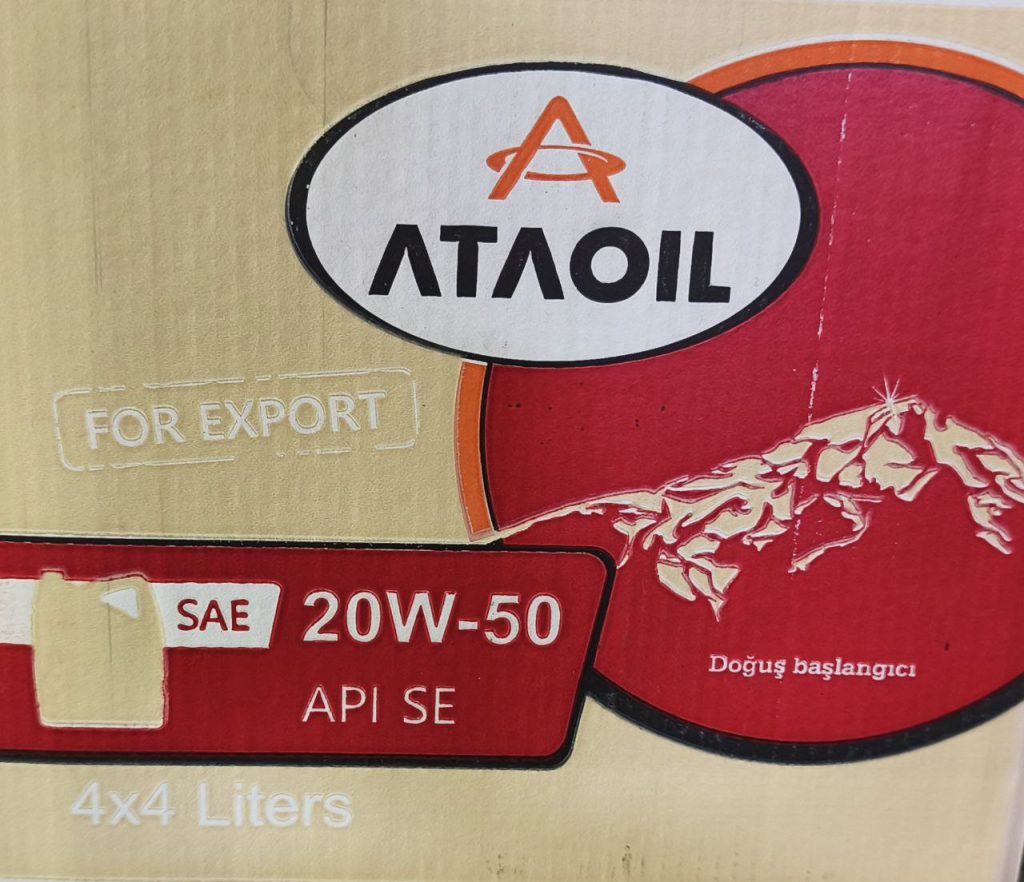 ATAOIL
FOR EXPORT
SAE 20W-50
API SE
Doğuş başlangıcı
4x4 Liters